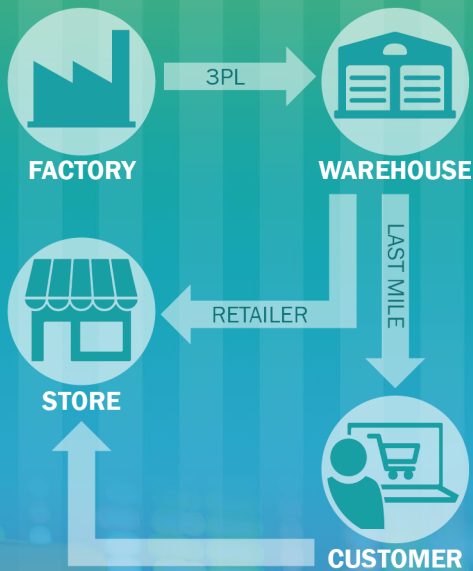 3PL
FACTORY
WAREHOUSE
LAST MILE
RETAILER
STORE
CUSTOMER